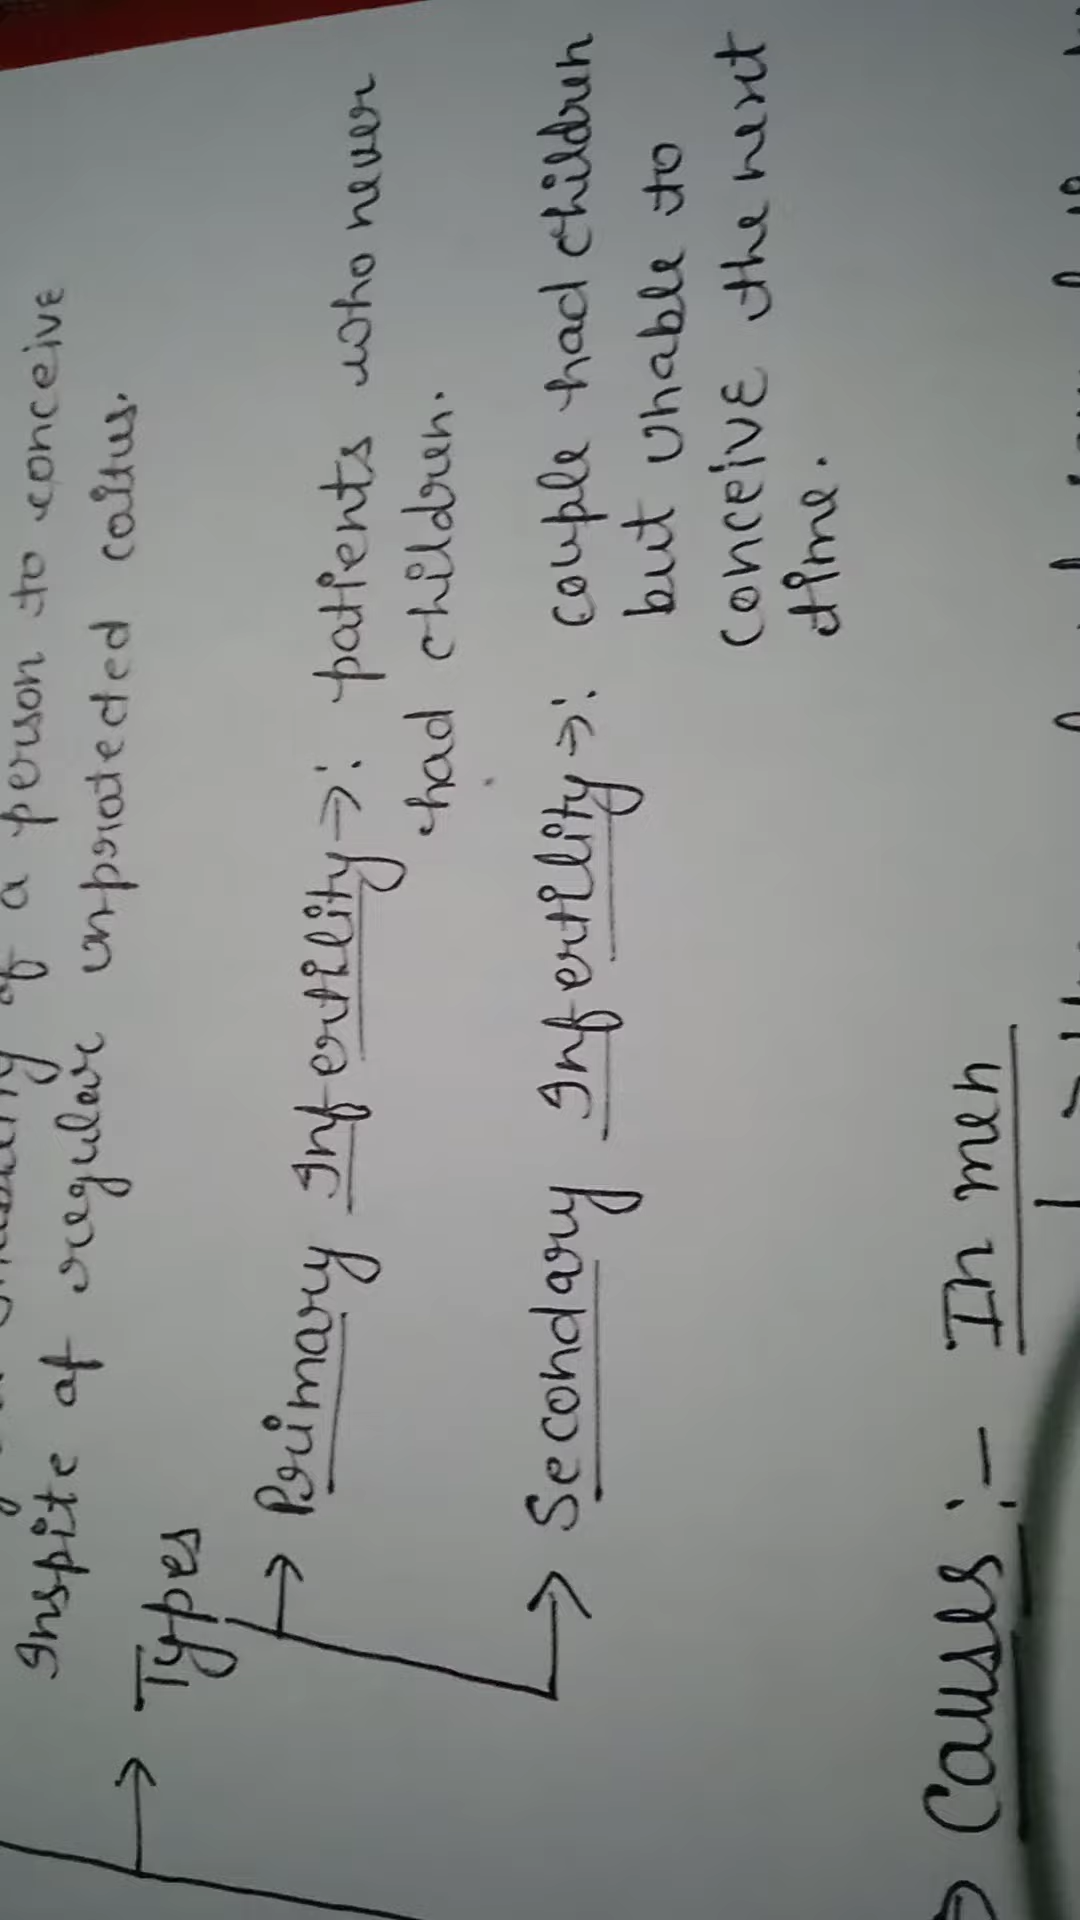 of a person to conceive
Inspite of regular unprotected coitus.
→ Types
→ Primary Infertility →: patients who never
had children.
→ Secondary Infertility →: couple had children
but unable to
conceive the next
time.
→ Causes :- In men